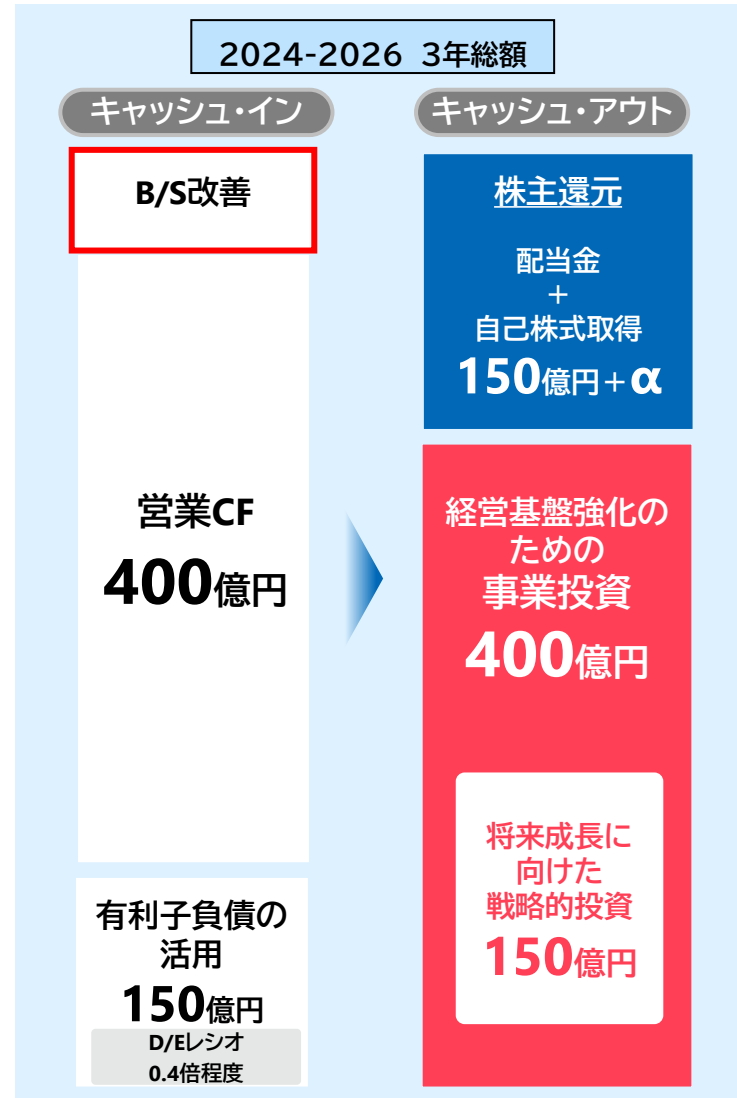 2024-2026 3年総額
キャッシュ・イン
B/S改善
営業CF
400億円
有利子負債の
活用
150億円
D/Eレシオ
0.4倍程度
キャッシュ・アウト
株主還元
配当金
＋
自己株式取得
150億円＋α
経営基盤強化の
ための
事業投資
400億円
将来成長に
向けた
戦略的投資
150億円